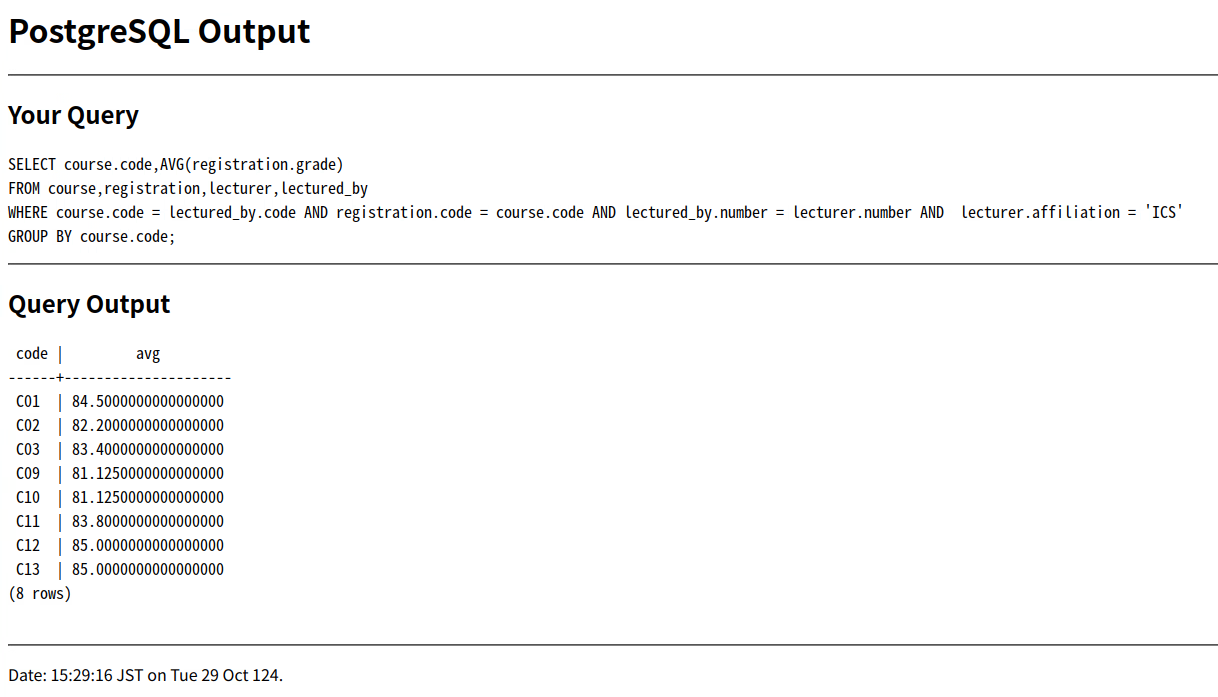 PostgreSQL Output
Your Query
SELECT course.code,AVG(registration.grade)
FROM course,registration,lecturer,lectured_by
WHERE course.code = lectured_by.code AND registration.code = course.code AND lectured_by.number = lecturer.number AND  lecturer.affiliation = 'ICS'
GROUP BY course.code;
Query Output
 code |         avg
------+---------------------
 C01  | 84.5000000000000000
 C02  | 82.2000000000000000
 C03  | 83.4000000000000000
 C09  | 81.1250000000000000
 C10  | 81.1250000000000000
 C11  | 83.8000000000000000
 C12  | 85.0000000000000000
 C13  | 85.0000000000000000
(8 rows)
Date: 15:29:16 JST on Tue 29 Oct 124.